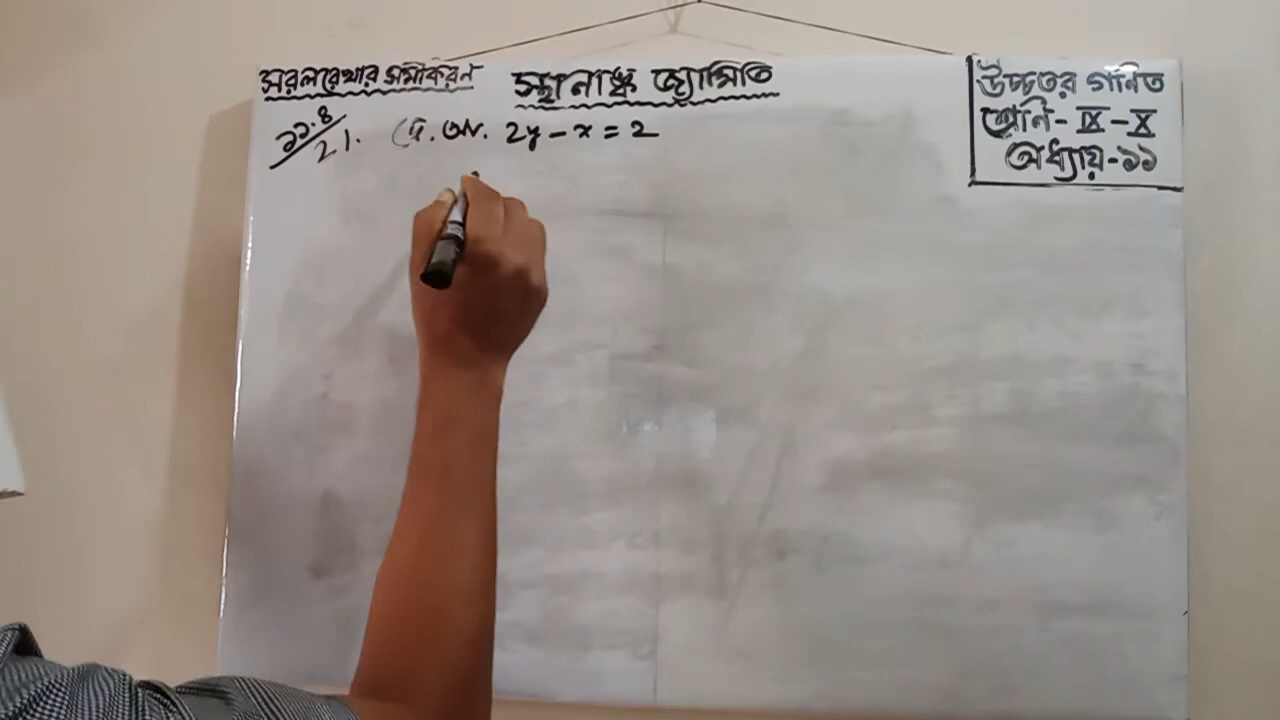 সরলরেখার সমীকরণ
স্থানাঙ্ক জ্যামিতি
উচ্চতর গণিত
শ্রেণি- IX - X
অধ্যায়-১১
১১.৪/21. দে. আ. 2y - x = 2